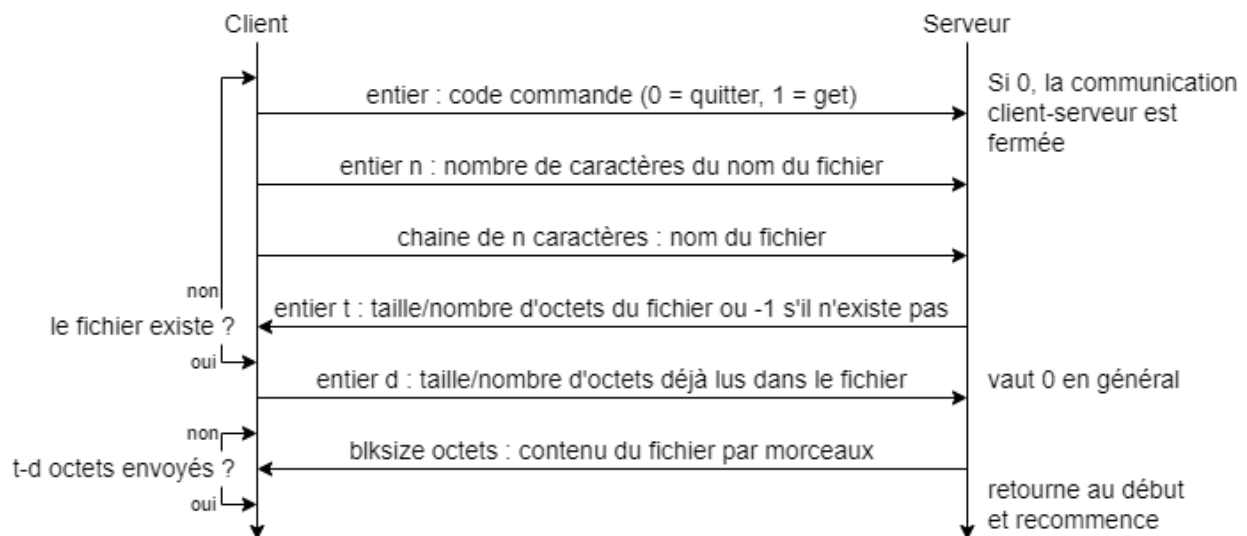 Client
Serveur
entier : code commande (0 = quitter, 1 = get)
Si 0, la communication
client-serveur est
fermée
entier n : nombre de caractères du nom du fichier
chaine de n caractères : nom du fichier
non
entier t : taille/nombre d'octets du fichier ou -1 s'il n'existe pas
le fichier existe ?
oui
entier d : taille/nombre d'octets déjà lus dans le fichier
vaut 0 en général
non
blksize octets : contenu du fichier par morceaux
t-d octets envoyés ?
oui
retourne au début
et recommence